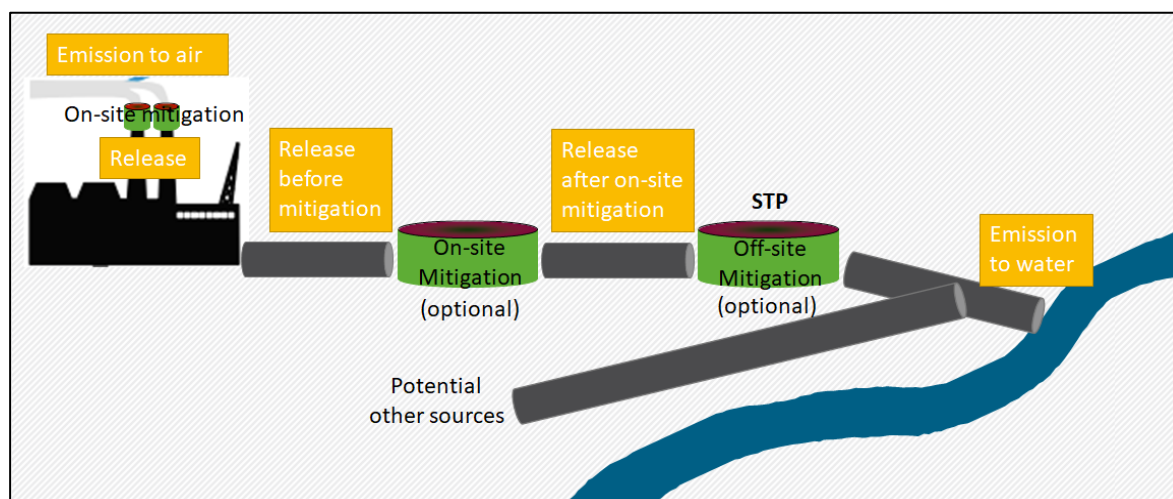 Emission to air
On-site mitigation
Release
Release
before
mitigation
On-site
Mitigation
(optional)
Release
after on-site
mitigation
STP
Off-site
Mitigation
(optional)
Emission
to water
Potential
other sources